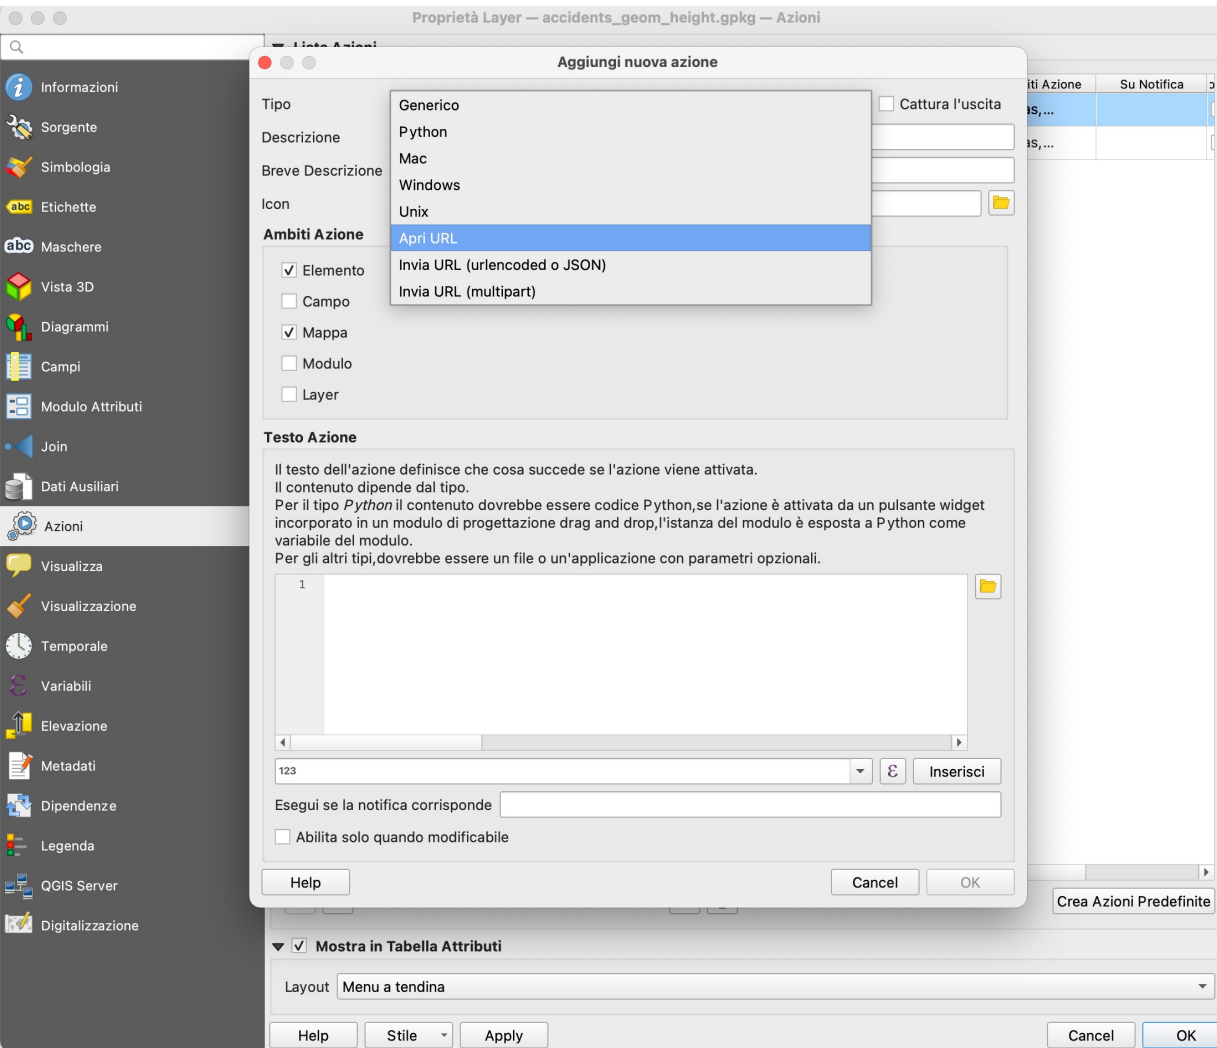 Proprietà Layer — accidents_geom_height.gpkg — Azioni
Informazioni
Sorgente
Simbologia
abc Etichette
abc Maschere
Vista 3D
Diagrammi
Campi
Modulo Attributi
Join
Dati Ausiliari
Azioni
Visualizza
Visualizzazione
Temporale
Variabili
Elevazione
Metadati
Dipendenze
Legenda
QGIS Server
Digitalizzazione
Aggiungi nuova azione
Tipo
Generico
Python
Mac
Windows
Unix
Apri URL
Invia URL (urlencoded o JSON)
Invia URL (multipart)
Cattura l'uscita
Descrizione
Breve Descrizione
Icon
Ambiti Azione
Elemento
Campo
Mappa
Modulo
Layer
Testo Azione
Il testo dell'azione definisce che cosa succede se l'azione viene attivata.
Il contenuto dipende dal tipo.
Per il tipo Python il contenuto dovrebbe essere codice Python,se l'azione è attivata da un pulsante widget
incorporato in un modulo di progettazione drag and drop,l'istanza del modulo è esposta a Python come
variabile del modulo.
Per gli altri tipi,dovrebbe essere un file o un'applicazione con parametri opzionali.
1
123
ε Inserisci
Esegui se la notifica corrisponde
Abilita solo quando modificabile
Help Cancel OK
Su Notifica
Crea Azioni Predefinite
Mostra in Tabella Attributi
Layout Menu a tendina
Help Stile Apply Cancel OK